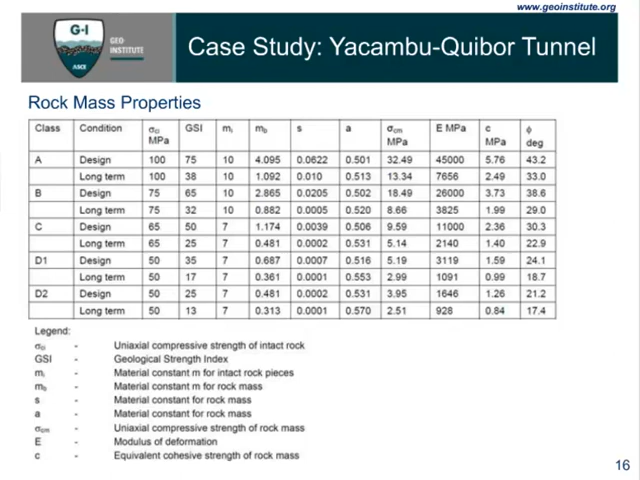 www.geoinstitute.org
G-I
GEO
INSTITUTE
ASCE
Case Study: Yacambu-Quibor Tunnel
Rock Mass Properties
Class Condition σci MPa GSI mi mb s a σcm MPa E MPa c MPa ϕ deg
A Design 100 75 10 4.095 0.0622 0.501 32.49 45000 5.76 43.2
Long term 100 38 10 1.092 0.010 0.513 13.34 7656 2.49 33.0
B Design 75 65 10 2.865 0.0205 0.502 18.49 26000 3.73 38.6
Long term 75 32 10 0.882 0.0005 0.520 8.66 3825 1.99 29.0
C Design 65 50 7 1.174 0.0039 0.506 9.59 11000 2.36 30.3
Long term 65 25 7 0.481 0.0002 0.531 5.14 2140 1.40 22.9
D1 Design 50 35 7 0.687 0.0007 0.516 5.19 3119 1.59 24.1
Long term 50 17 7 0.361 0.0001 0.553 2.99 1091 0.99 18.7
D2 Design 50 25 7 0.481 0.0002 0.531 3.95 1646 1.26 21.2
Long term 50 13 7 0.313 0.0001 0.570 2.51 928 0.84 17.4
Legend:
σci - Uniaxial compressive strength of intact rock
GSI - Geological Strength Index
mi - Material constant m for intact rock pieces
mb - Material constant m for rock mass
s - Material constant for rock mass
a - Material constant for rock mass
σcm - Uniaxial compressive strength of rock mass
E - Modulus of deformation
c - Equivalent cohesive strength of rock mass
16